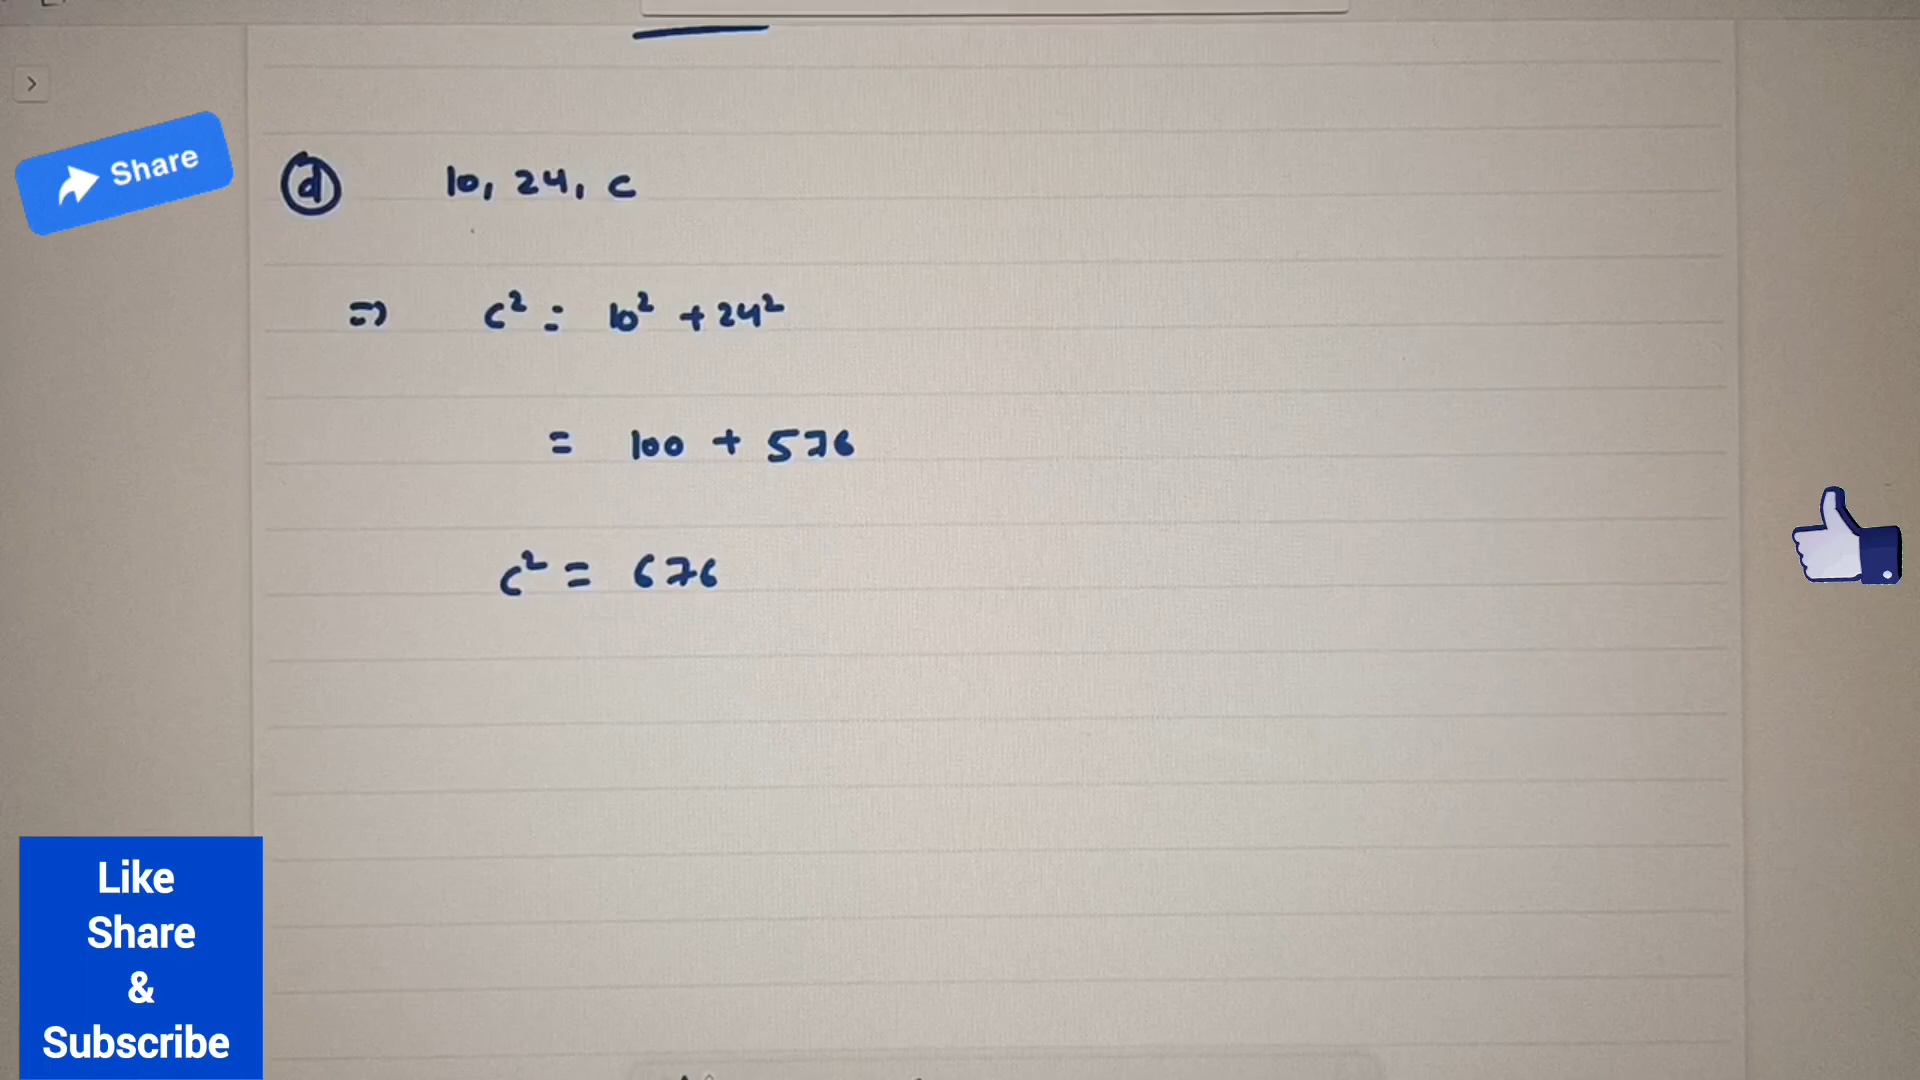 Share
d 10, 24, c
⇒ c² = 10² + 24²
= 100 + 576
c² = 676
Like
Share
&
Subscribe